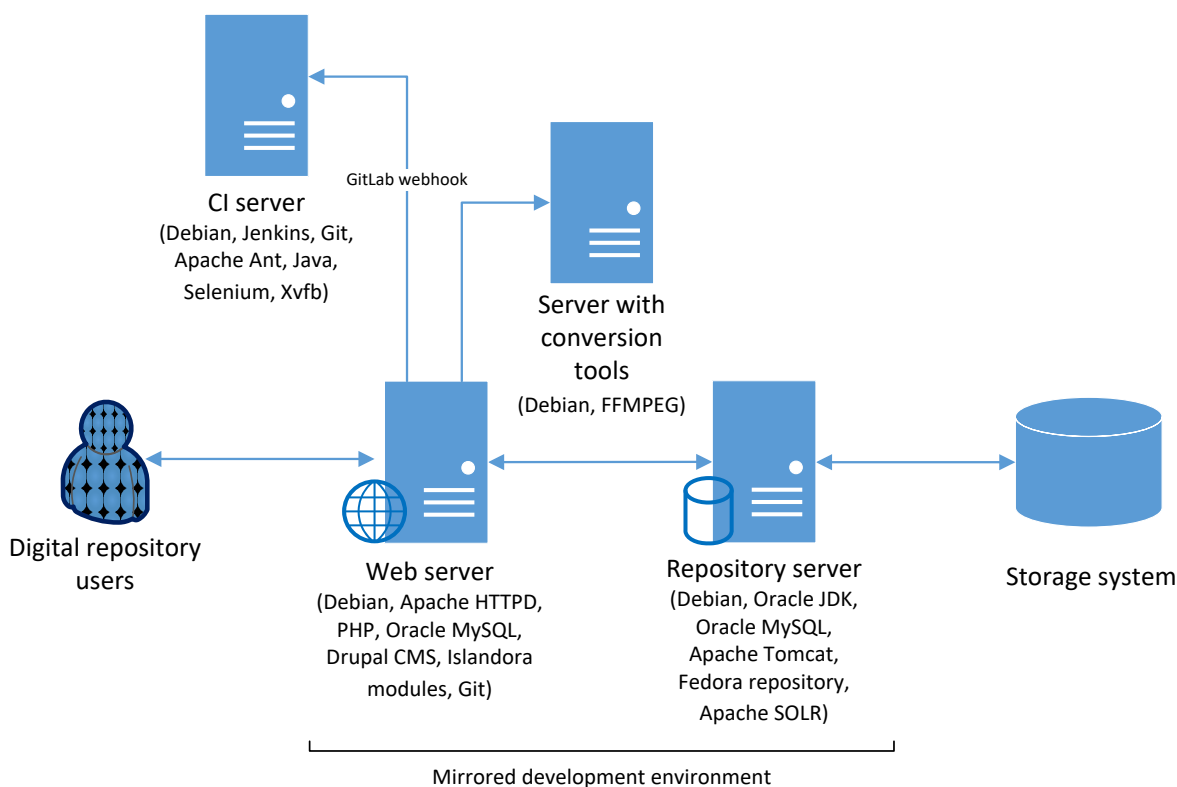 GitLab webhook
CI server
(Debian, Jenkins, Git,
Apache Ant, Java,
Selenium, Xvfb)
Server with
conversion
tools
(Debian, FFMPEG)
Digital repository
users
Web server
(Debian, Apache HTTPD,
PHP, Oracle MySQL,
Drupal CMS, Islandora
modules, Git)
Repository server
(Debian, Oracle JDK,
Oracle MySQL,
Apache Tomcat,
Fedora repository,
Apache SOLR)
Storage system
Mirrored development environment